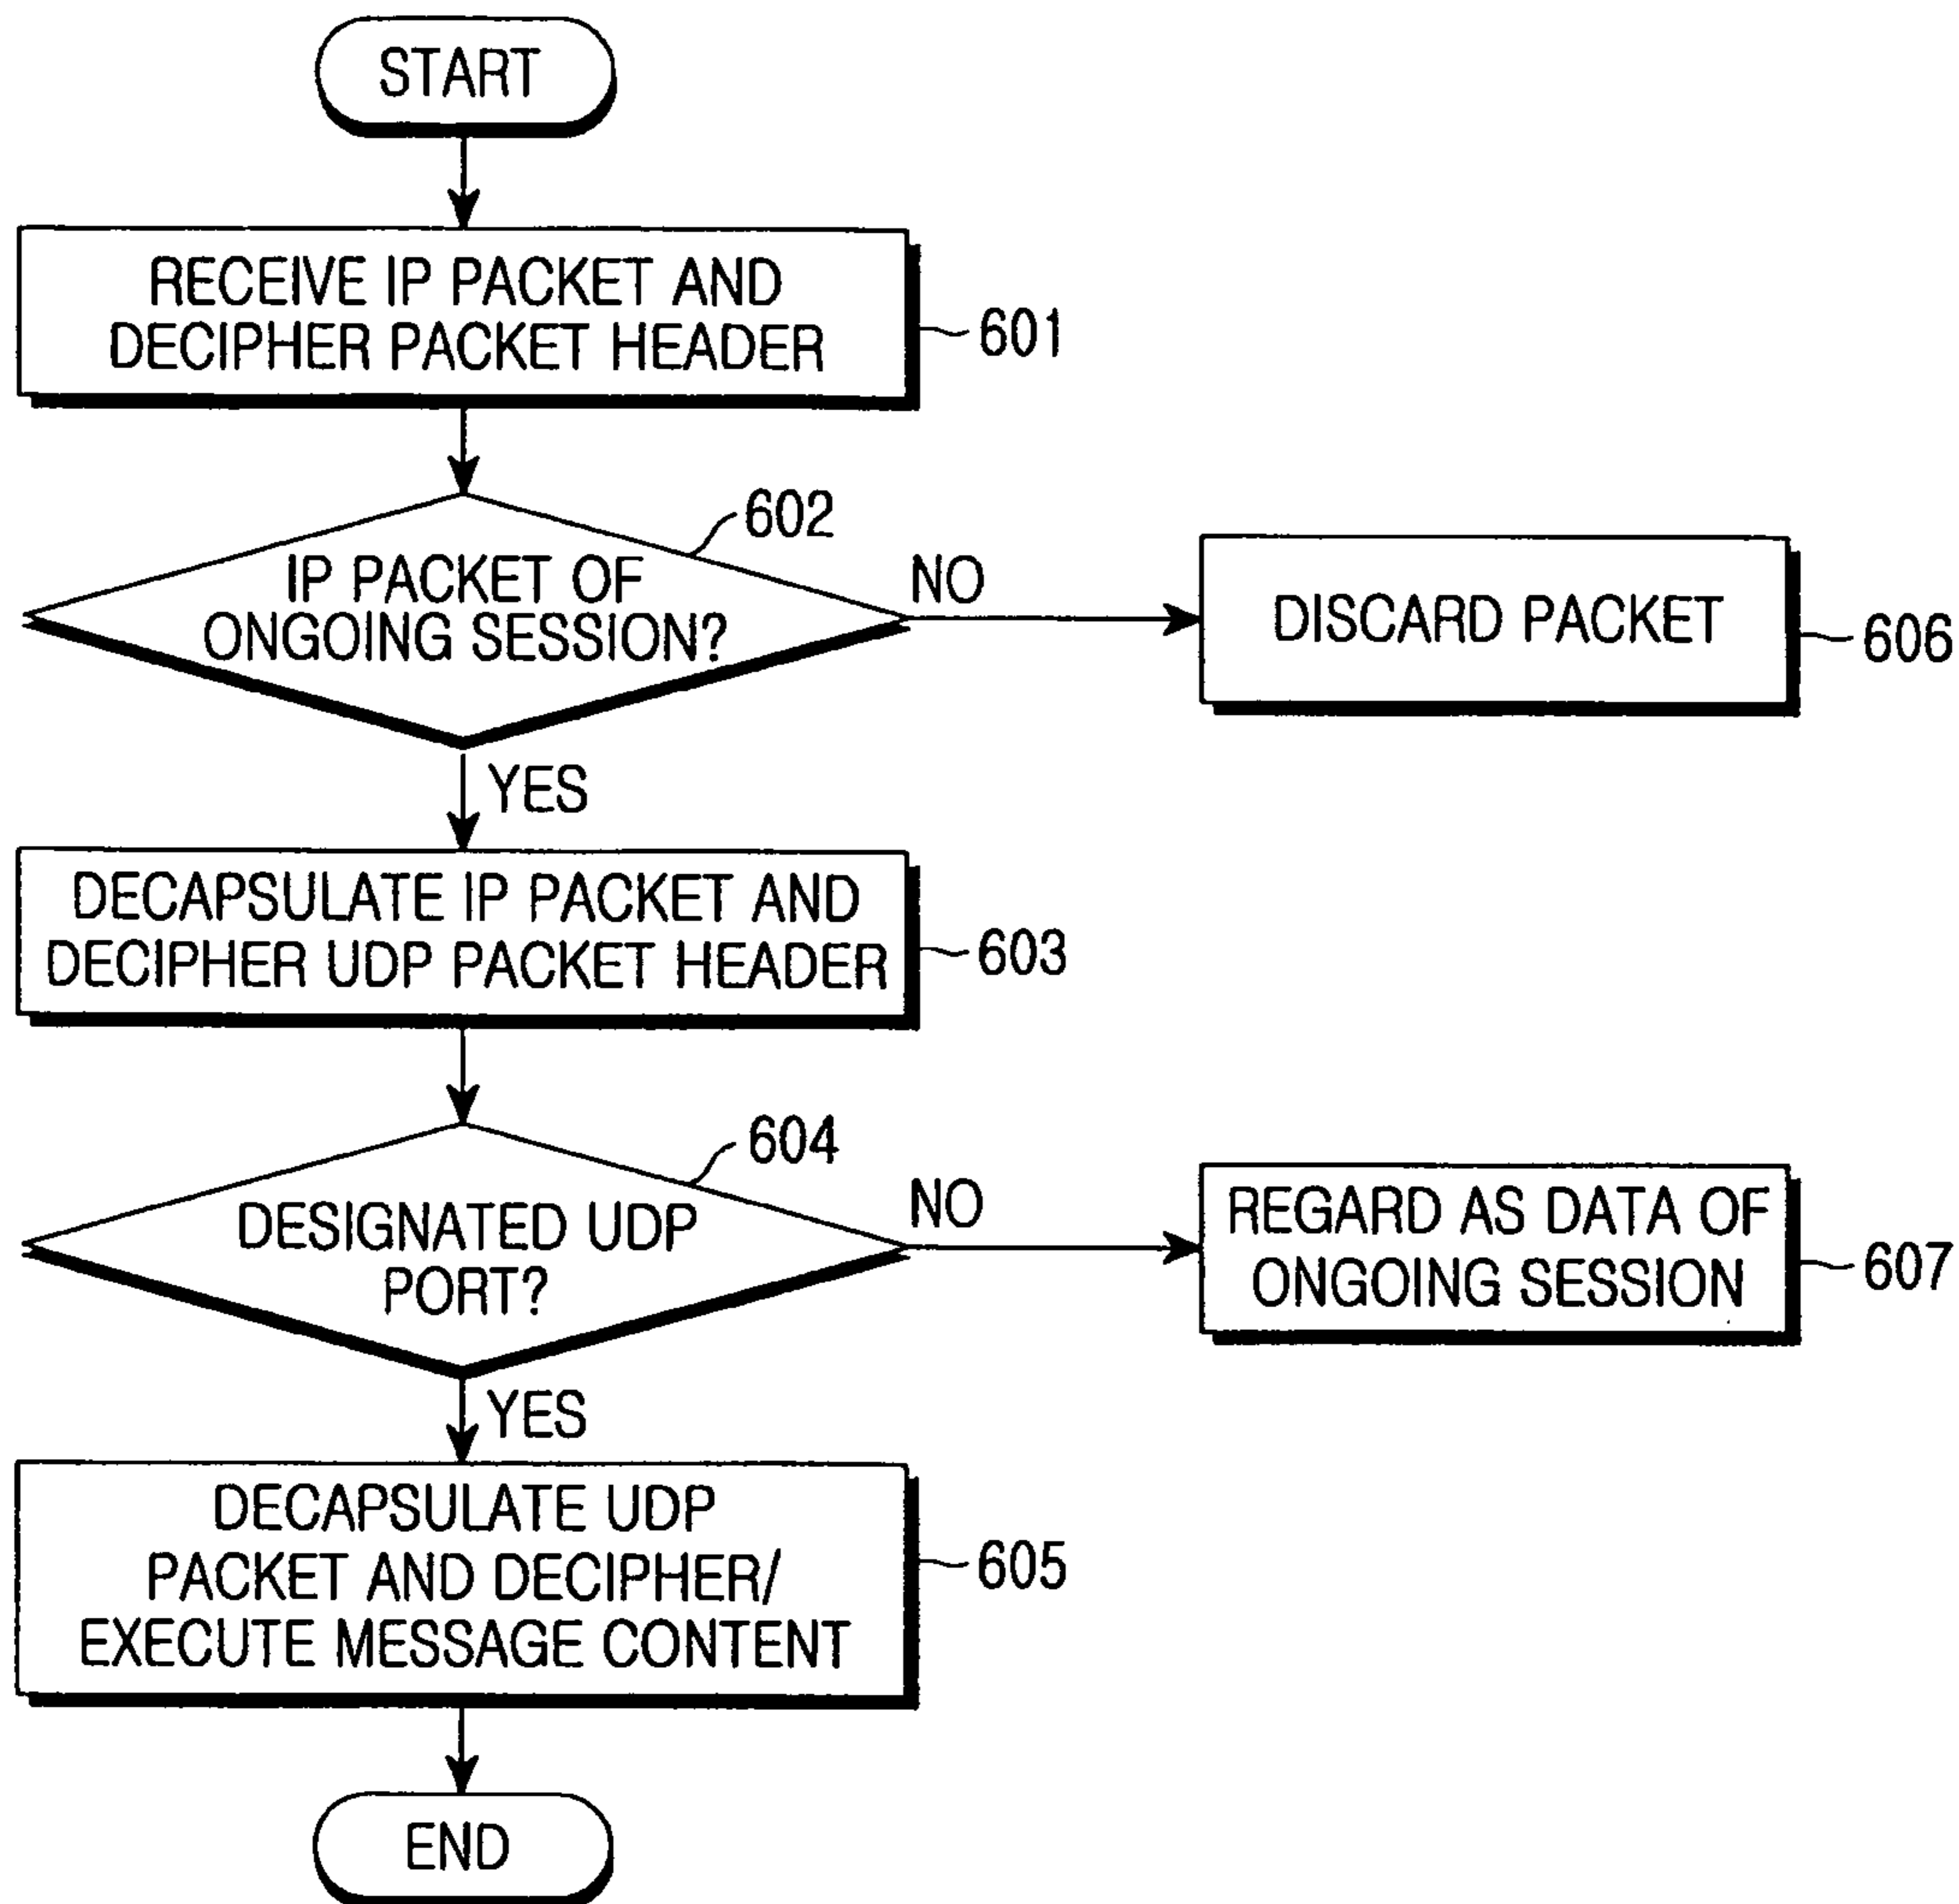 START
RECEIVE IP PACKET AND
DECIPHER PACKET HEADER
601
602
IP PACKET OF
ONGOING SESSION?
NO
DISCARD PACKET
606
YES
DECAPSULATE IP PACKET AND
DECIPHER UDP PACKET HEADER
603
604
DESIGNATED UDP
PORT?
NO
REGARD AS DATA OF
ONGOING SESSION
607
YES
DECAPSULATE UDP
PACKET AND DECIPHER/
EXECUTE MESSAGE CONTENT
605
END